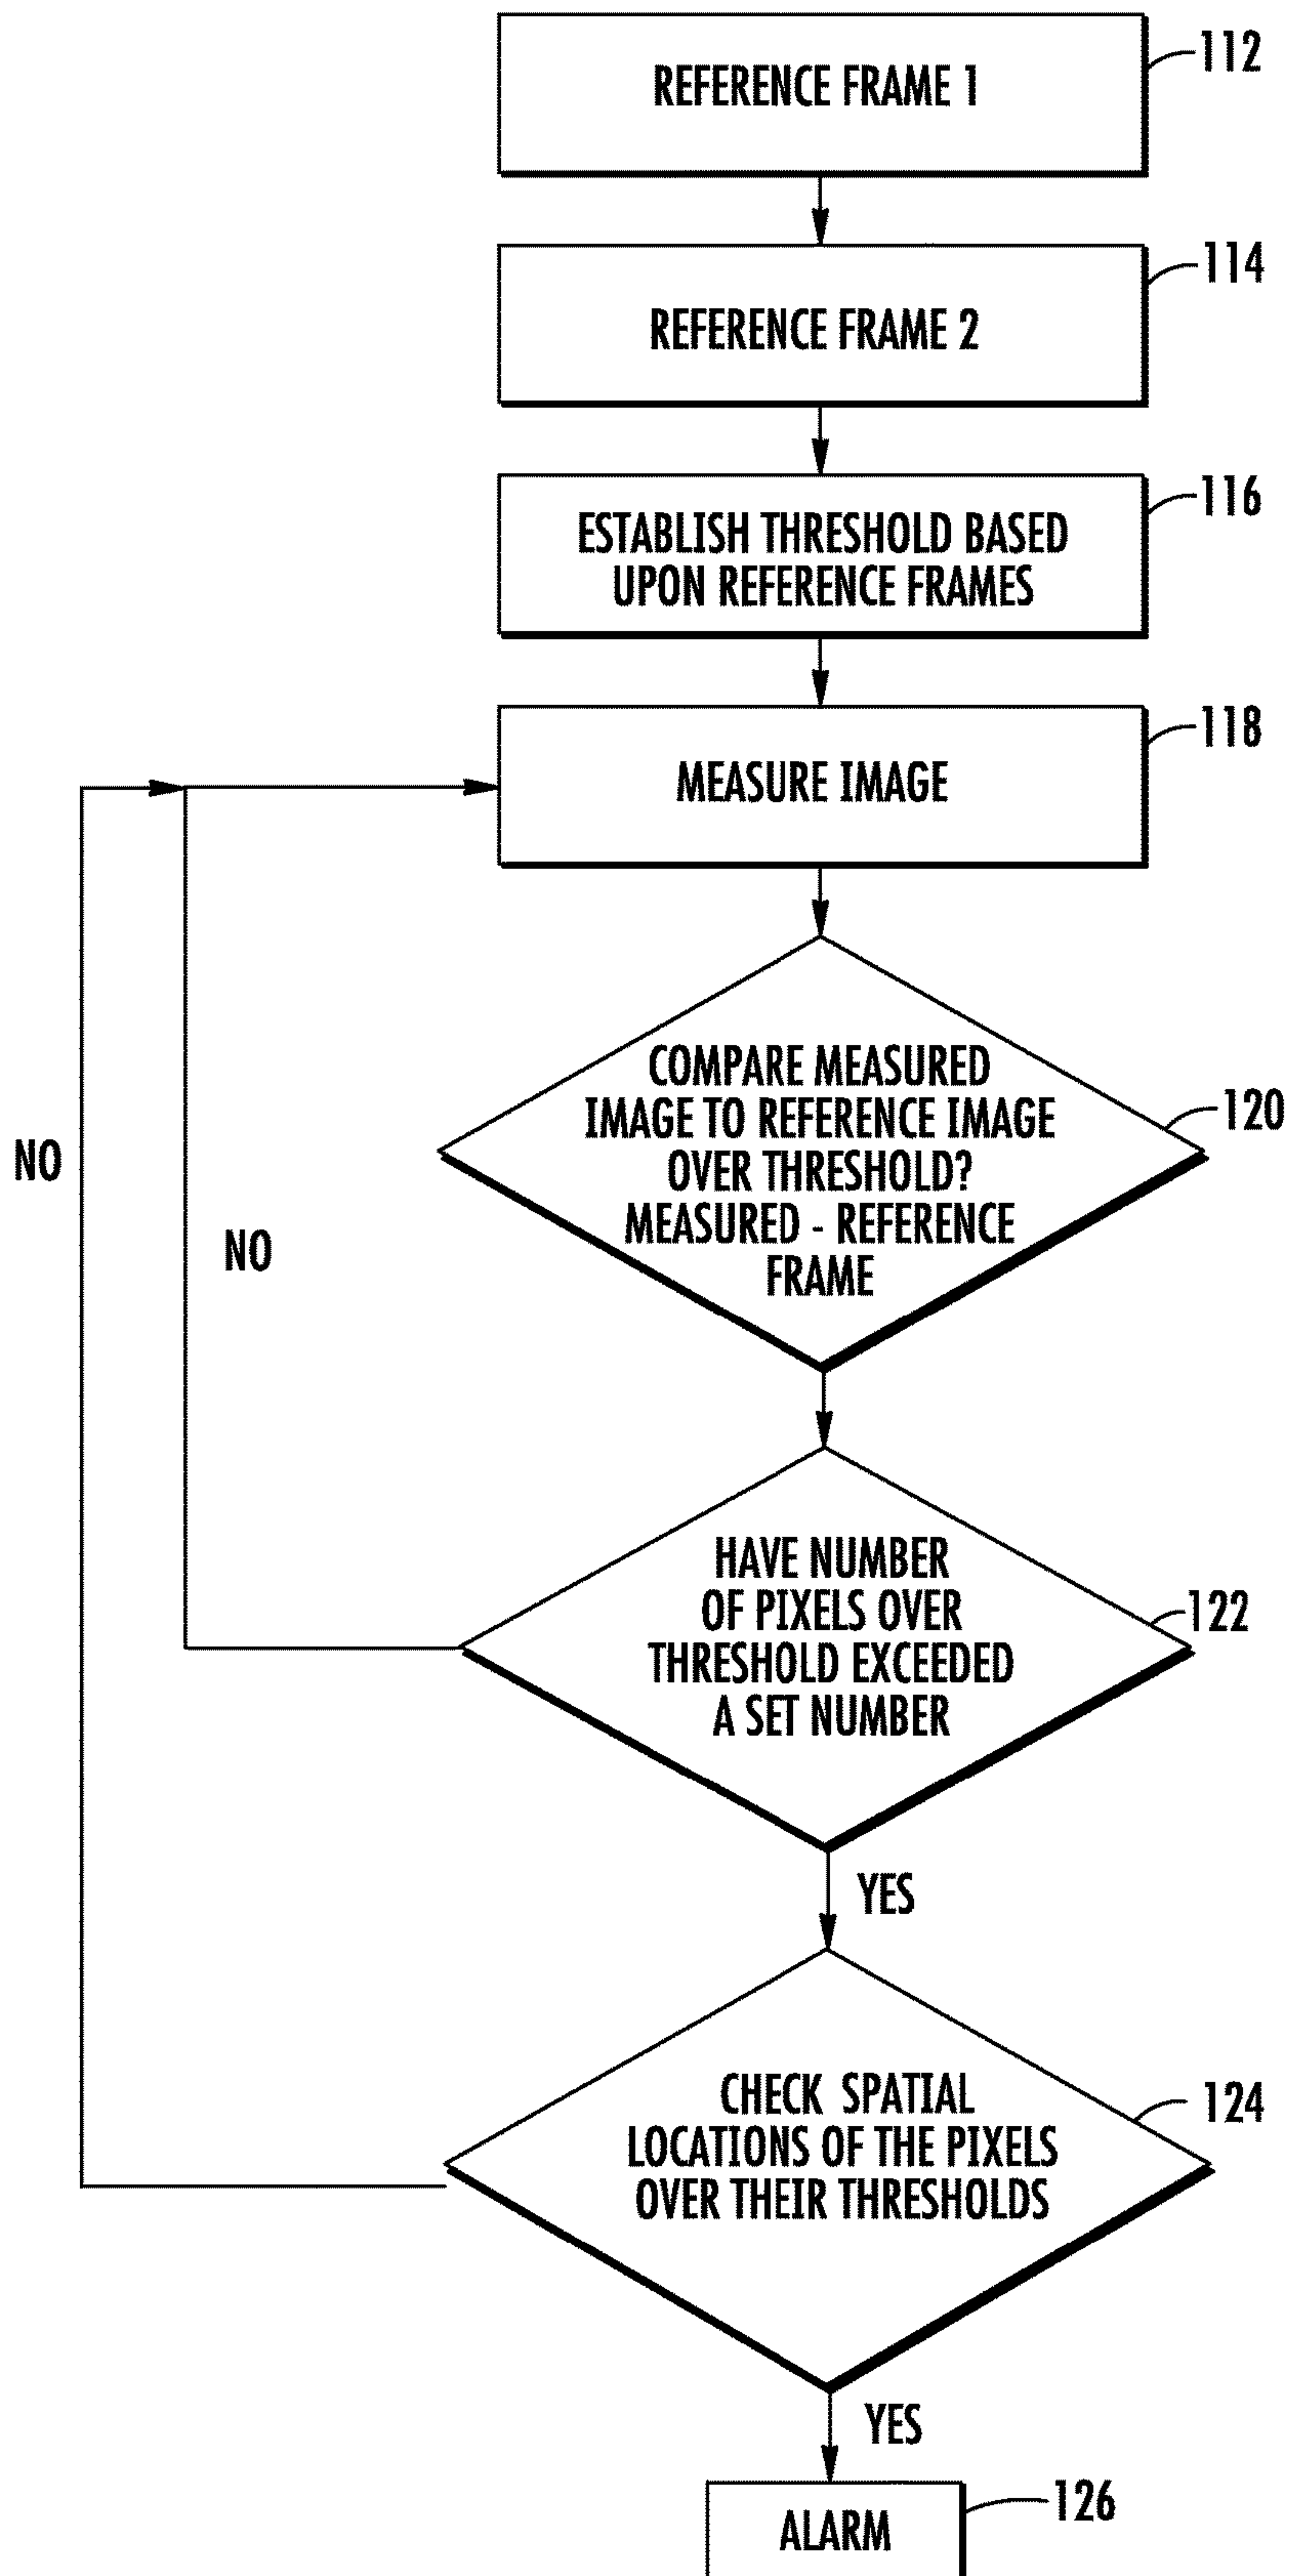 REFERENCE FRAME 1
112
REFERENCE FRAME 2
114
ESTABLISH THRESHOLD BASED
UPON REFERENCE FRAMES
116
MEASURE IMAGE
118
COMPARE MEASURED
IMAGE TO REFERENCE IMAGE
OVER THRESHOLD?
MEASURED - REFERENCE
FRAME
120
NO
NO
HAVE NUMBER
OF PIXELS OVER
THRESHOLD EXCEEDED
A SET NUMBER
122
YES
CHECK SPATIAL
LOCATIONS OF THE PIXELS
OVER THEIR THRESHOLDS
124
YES
ALARM
126